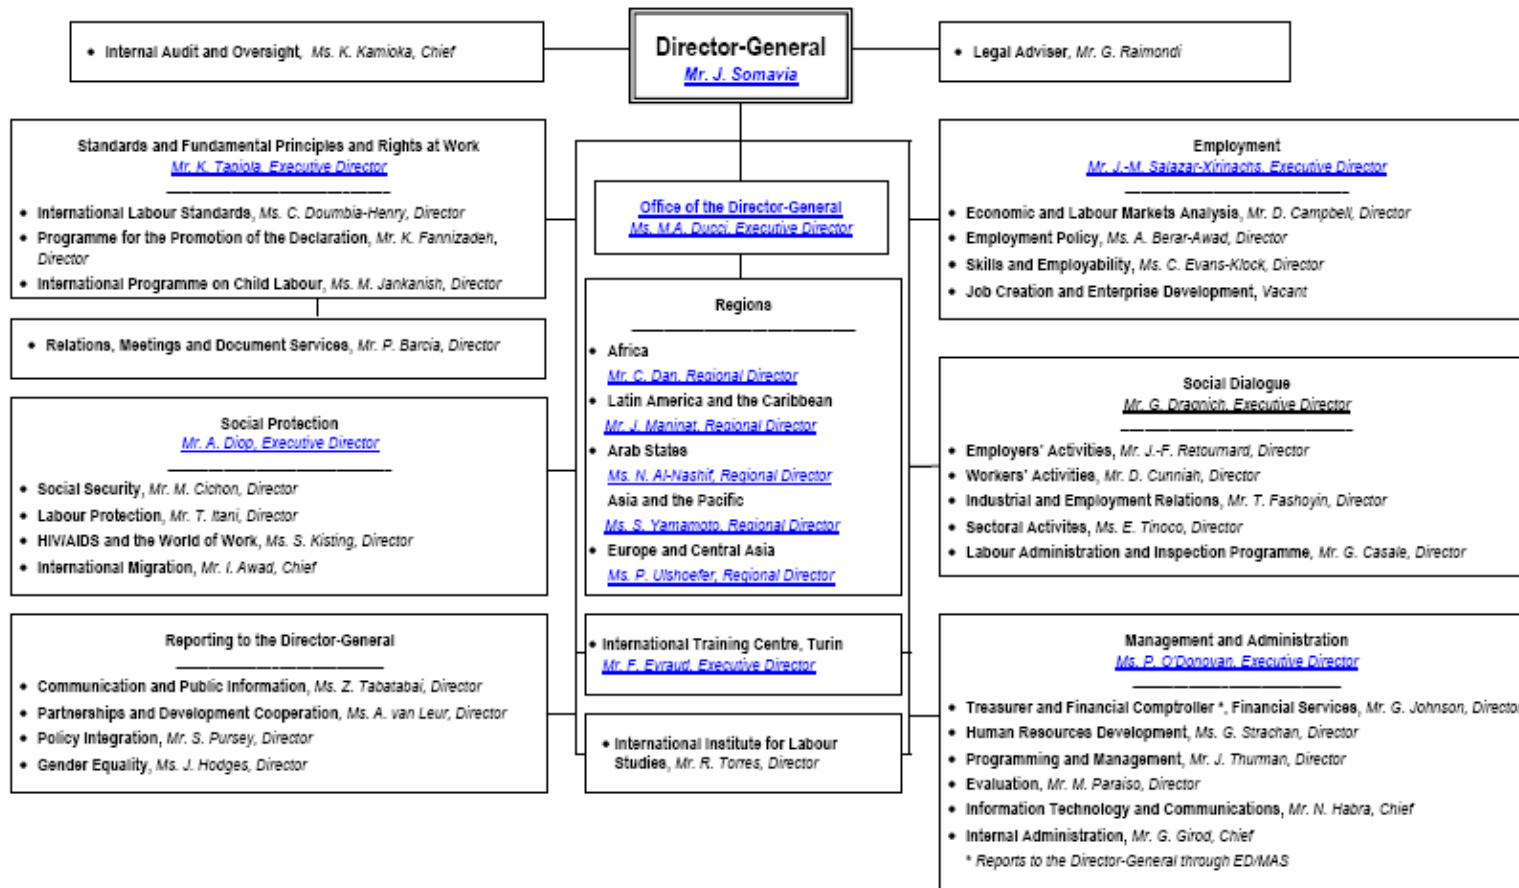 • Internal Audit and Oversight, Ms. K. Kamioka, Chief
Director-General
Mr. J. Somavia
• Legal Adviser, Mr. G. Raimondi
Standards and Fundamental Principles and Rights at Work
Mr. K. Tapiola, Executive Director
• International Labour Standards, Ms. C. Doumbia-Henry, Director
• Programme for the Promotion of the Declaration, Mr. K. Fannizadeh,
Director
• International Programme on Child Labour, Ms. M. Jankanish, Director
• Relations, Meetings and Document Services, Mr. P. Barcia, Director
Social Protection
Mr. A. Diop, Executive Director
• Social Security, Mr. M. Cichon, Director
• Labour Protection, Mr. T. Itani, Director
• HIV/AIDS and the World of Work, Ms. S. Kisting, Director
• International Migration, Mr. I. Awad, Chief
Reporting to the Director-General
• Communication and Public Information, Ms. Z. Tabatabai, Director
• Partnerships and Development Cooperation, Ms. A. van Leur, Director
• Policy Integration, Mr. S. Pursey, Director
• Gender Equality, Ms. J. Hodges, Director
Office of the Director-General
Ms. M.A. Ducci, Executive Director
Regions
• Africa
Mr. C. Dan, Regional Director
• Latin America and the Caribbean
Mr. J. Maninat, Regional Director
• Arab States
Ms. N. Al-Nashif, Regional Director
Asia and the Pacific
Ms. S. Yamamoto, Regional Director
• Europe and Central Asia
Ms. P. Ulshoefer, Regional Director
• International Training Centre, Turin
Mr. F. Eyraud, Executive Director
• International Institute for Labour
Studies, Mr. R. Torres, Director
Employment
Mr. J.-M. Salazar-Xirinachs, Executive Director
• Economic and Labour Markets Analysis, Mr. D. Campbell, Director
• Employment Policy, Ms. A. Berar-Awad, Director
• Skills and Employability, Ms. C. Evans-Klock, Director
• Job Creation and Enterprise Development, Vacant
Social Dialogue
Mr. G. Dragnich, Executive Director
• Employers' Activities, Mr. J.-F. Retournard, Director
• Workers' Activities, Mr. D. Cunniah, Director
• Industrial and Employment Relations, Mr. T. Fashoyin, Director
• Sectoral Activites, Ms. E. Tinoco, Director
• Labour Administration and Inspection Programme, Mr. G. Casale, Director
Management and Administration
Ms. P. O'Donovan, Executive Director
• Treasurer and Financial Comptroller *, Financial Services, Mr. G. Johnson, Director
• Human Resources Development, Ms. G. Strachan, Director
• Programming and Management, Mr. J. Thurman, Director
• Evaluation, Mr. M. Paraiso, Director
• Information Technology and Communications, Mr. N. Habra, Chief
• Internal Administration, Mr. G. Girod, Chief
* Reports to the Director-General through ED/MAS